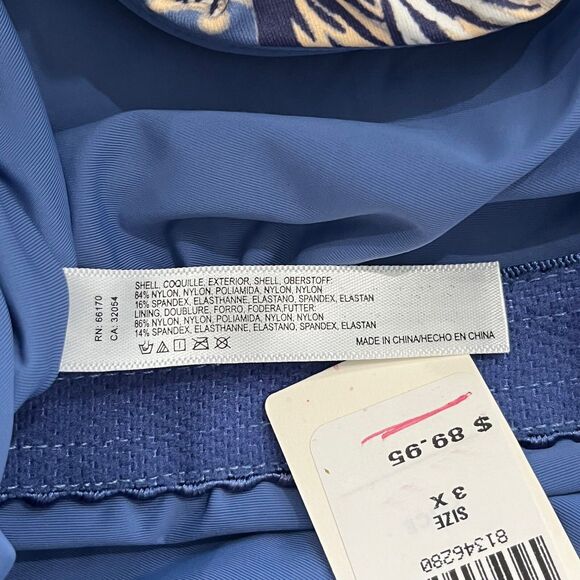 RN: 66170
CA: 32054
SHELL, COQUILLE, EXTERIOR, SHELL, OBERSTOFF:
84% NYLON, NYLON, POLIAMIDA, NYLON, NYLON
16% SPANDEX, ELASTHANNE, ELASTANO, SPANDEX, ELASTAN
LINING, DOUBLURE, FORRO, FODERA,FUTTER:
86% NYLON, NYLON, POLIAMIDA, NYLON, NYLON
14% SPANDEX, ELASTHANNE, ELASTANO, SPANDEX, ELASTAN
MADE IN CHINA/HECHO EN CHINA
$ 89.95
SIZE
3 X
81346280